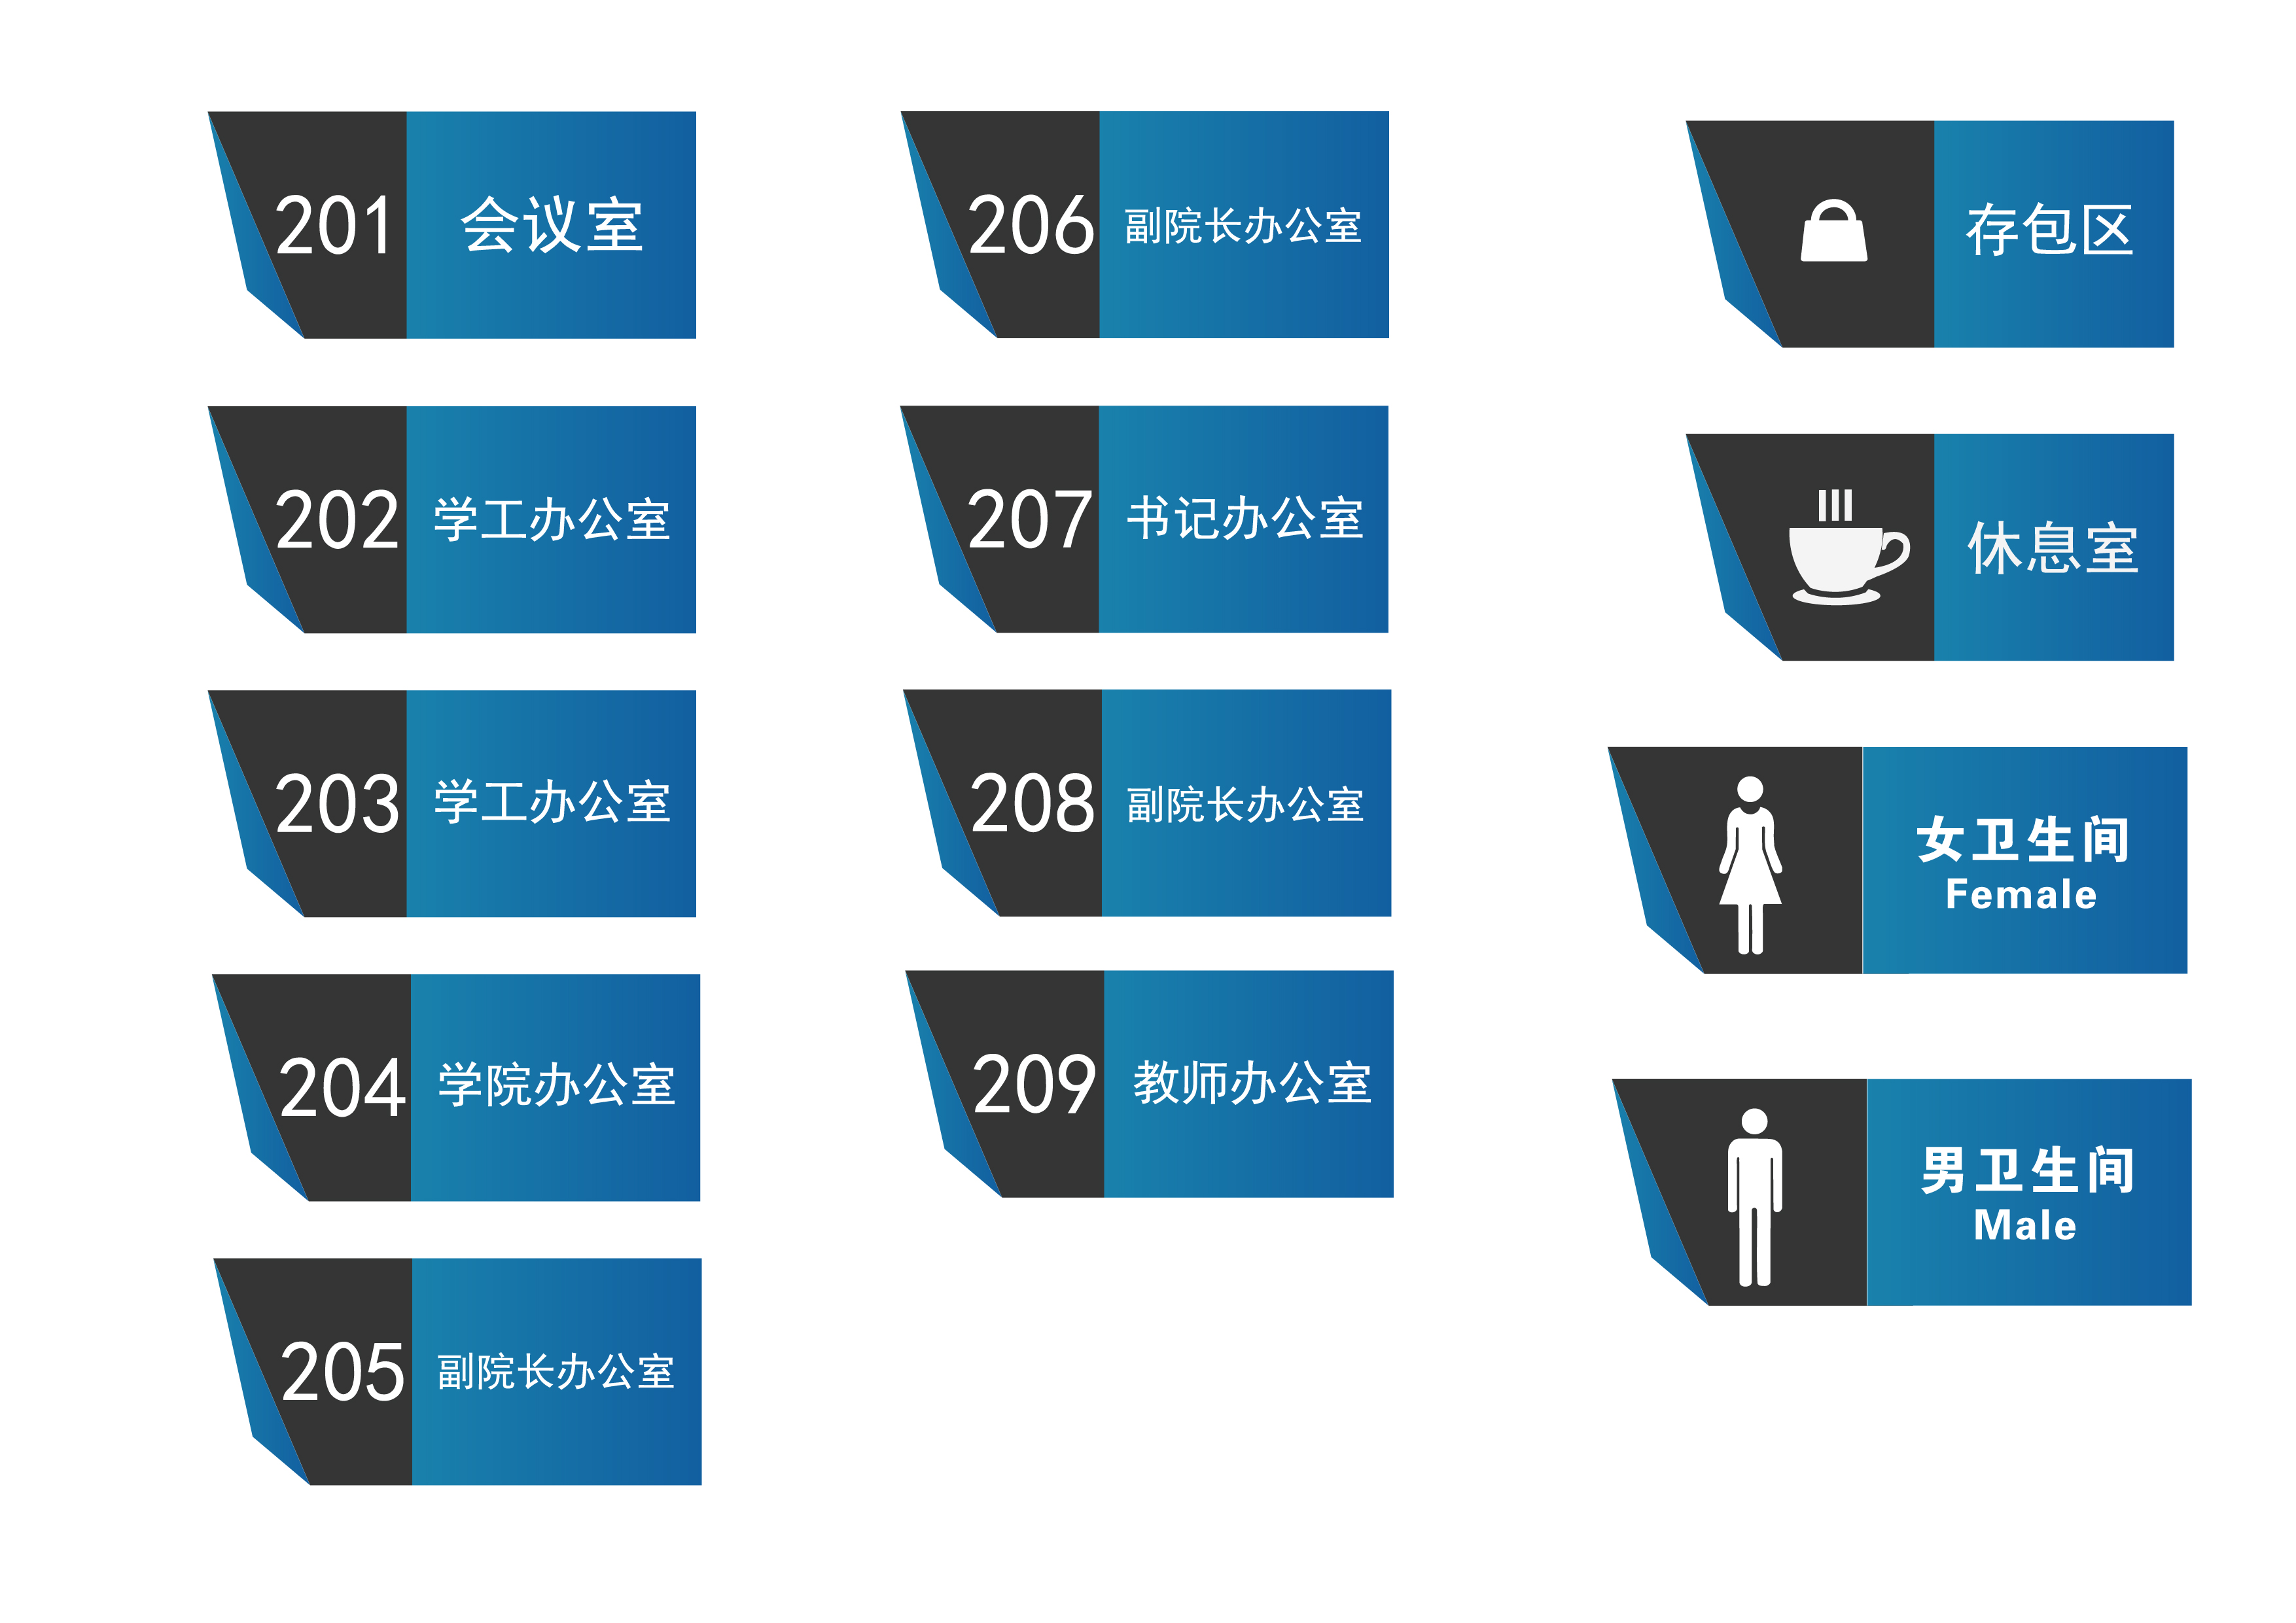 201 会议室
202 学工办公室
203 学工办公室
204 学院办公室
205 副院长办公室
206 副院长办公室
207 书记办公室
208 副院长办公室
209 教师办公室
存包区
休息室
女卫生间
Female
男卫生间
Male